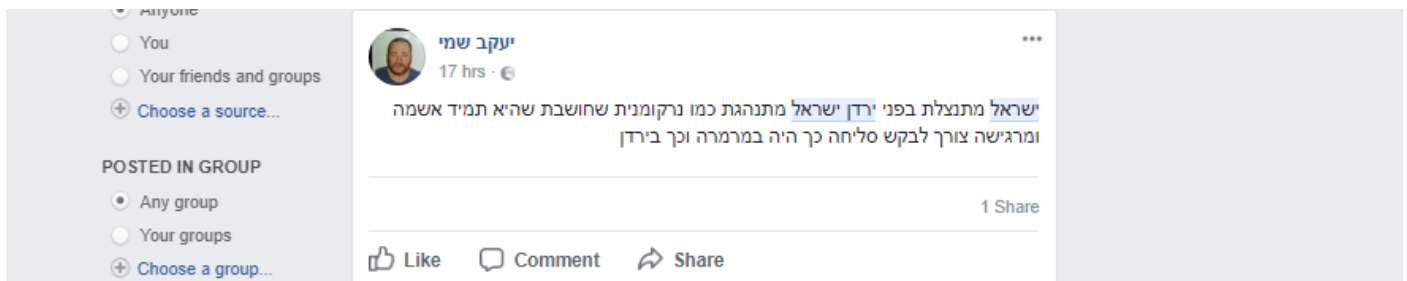 Anyone
You
Your friends and groups
Choose a source...
POSTED IN GROUP
Any group
Your groups
Choose a group...
יעקב שמי
17 hrs ·
ישראל מתנצלת בפני ירדן ישראל מתנהגת כמו נרקומנית שחושבת שהיא תמיד אשמה
ומרגישה צורך לבקש סליחה כך היה במרמרה וכך בירדן
1 Share
Like Comment Share